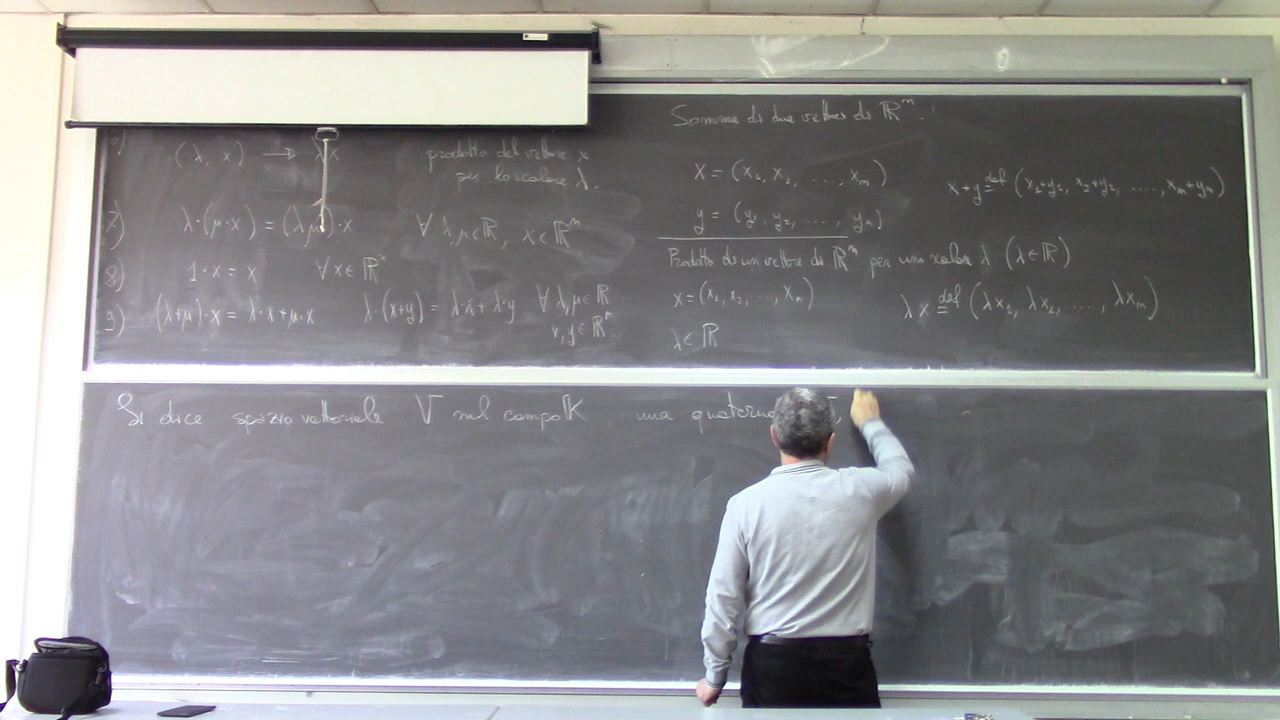 (λ, x) → λx
prodotto del vettore x
per lo scalare λ.
7) λ·(μ·x) = (λμ)·x ∀ λ,μ∈ℝ, x∈ℝⁿ
8) 1·x = x ∀x∈ℝⁿ
9) (λ+μ)·x = λ·x+μ·x λ·(x+y) = λ·x+λ·y ∀ λ,μ∈ℝ
x,y∈ℝⁿ
Somma di due vettori di ℝⁿ:
x = (x₁, x₂, ..., xₙ)
x+y ≝ (x₁+y₁, x₂+y₂, ...., xₙ+yₙ)
y = (y₁, y₂, ...., yₙ)
Prodotto di un vettore di ℝⁿ per uno scalare λ (λ∈ℝ)
x = (x₁, x₂, ..., xₙ)
λx ≝ (λx₁, λx₂, ....., λxₙ)
λ∈ℝ
Si dice spazio vettoriale V sul campo K una quaterna